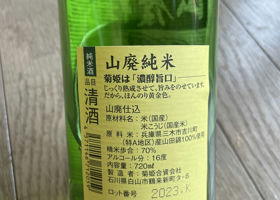 純米酒
品目
清酒
山廃純米
菊姫は「濃醇旨口」
じっくり熟成させて、旨みをのせています。
だから、ほんのり黄金色。
山廃仕込
原材料名：米(国産)
米こうじ(国産米)
原料米：兵庫県三木市吉川町
(特A地区)産山田錦100%使用
精米歩合：70%
アルコール分：16度
内容量：720ml
製造者：菊姫合資会社
石川県白山市鶴来新町タ-8
ロット番号 2023.K